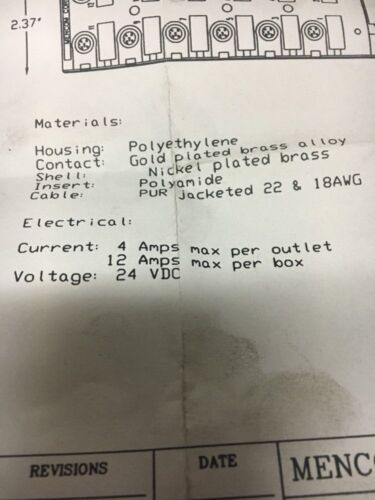 2.37"
Materials:
Housing: Polyethylene
Contact: Gold plated brass alloy
Shell: Nickel plated brass
Insert: Polyamide
Cable: PUR jacketed 22 & 18AWG
Electrical:
Current: 4 Amps max per outlet
12 Amps max per box
Voltage: 24 VDC
REVISIONS
DATE
MENC